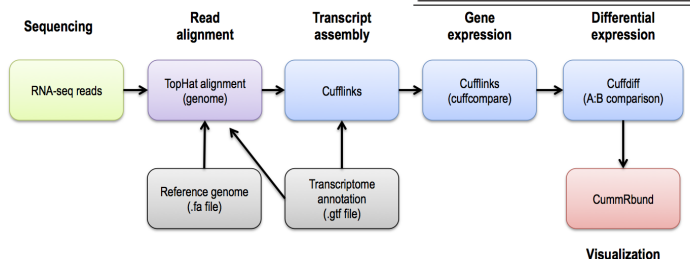 Sequencing
Read
alignment
Transcript
assembly
Gene
expression
Differential
expression
RNA-seq reads
TopHat alignment
(genome)
Cufflinks
Cufflinks
(cuffcompare)
Cuffdiff
(A:B comparison)
Reference genome
(.fa file)
Transcriptome
annotation
(.gtf file)
CummRbund
Visualization